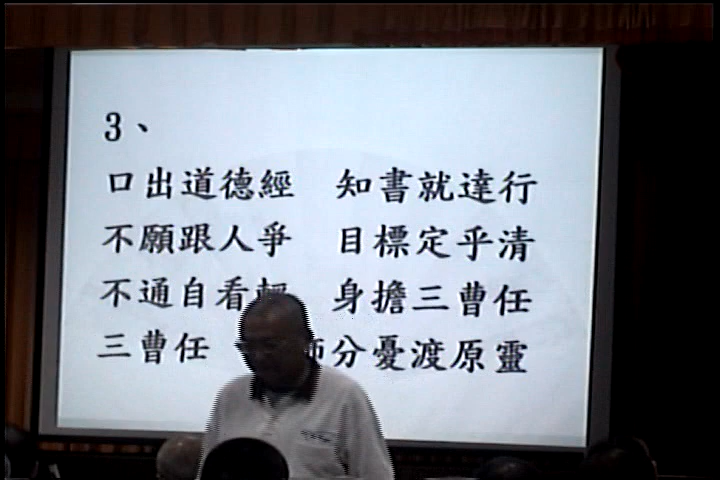 3、
口出道德經 知書就達行
不願跟人爭 目標定乎清
不通自看輕 身擔三曹任
三曹任 師分憂渡原靈